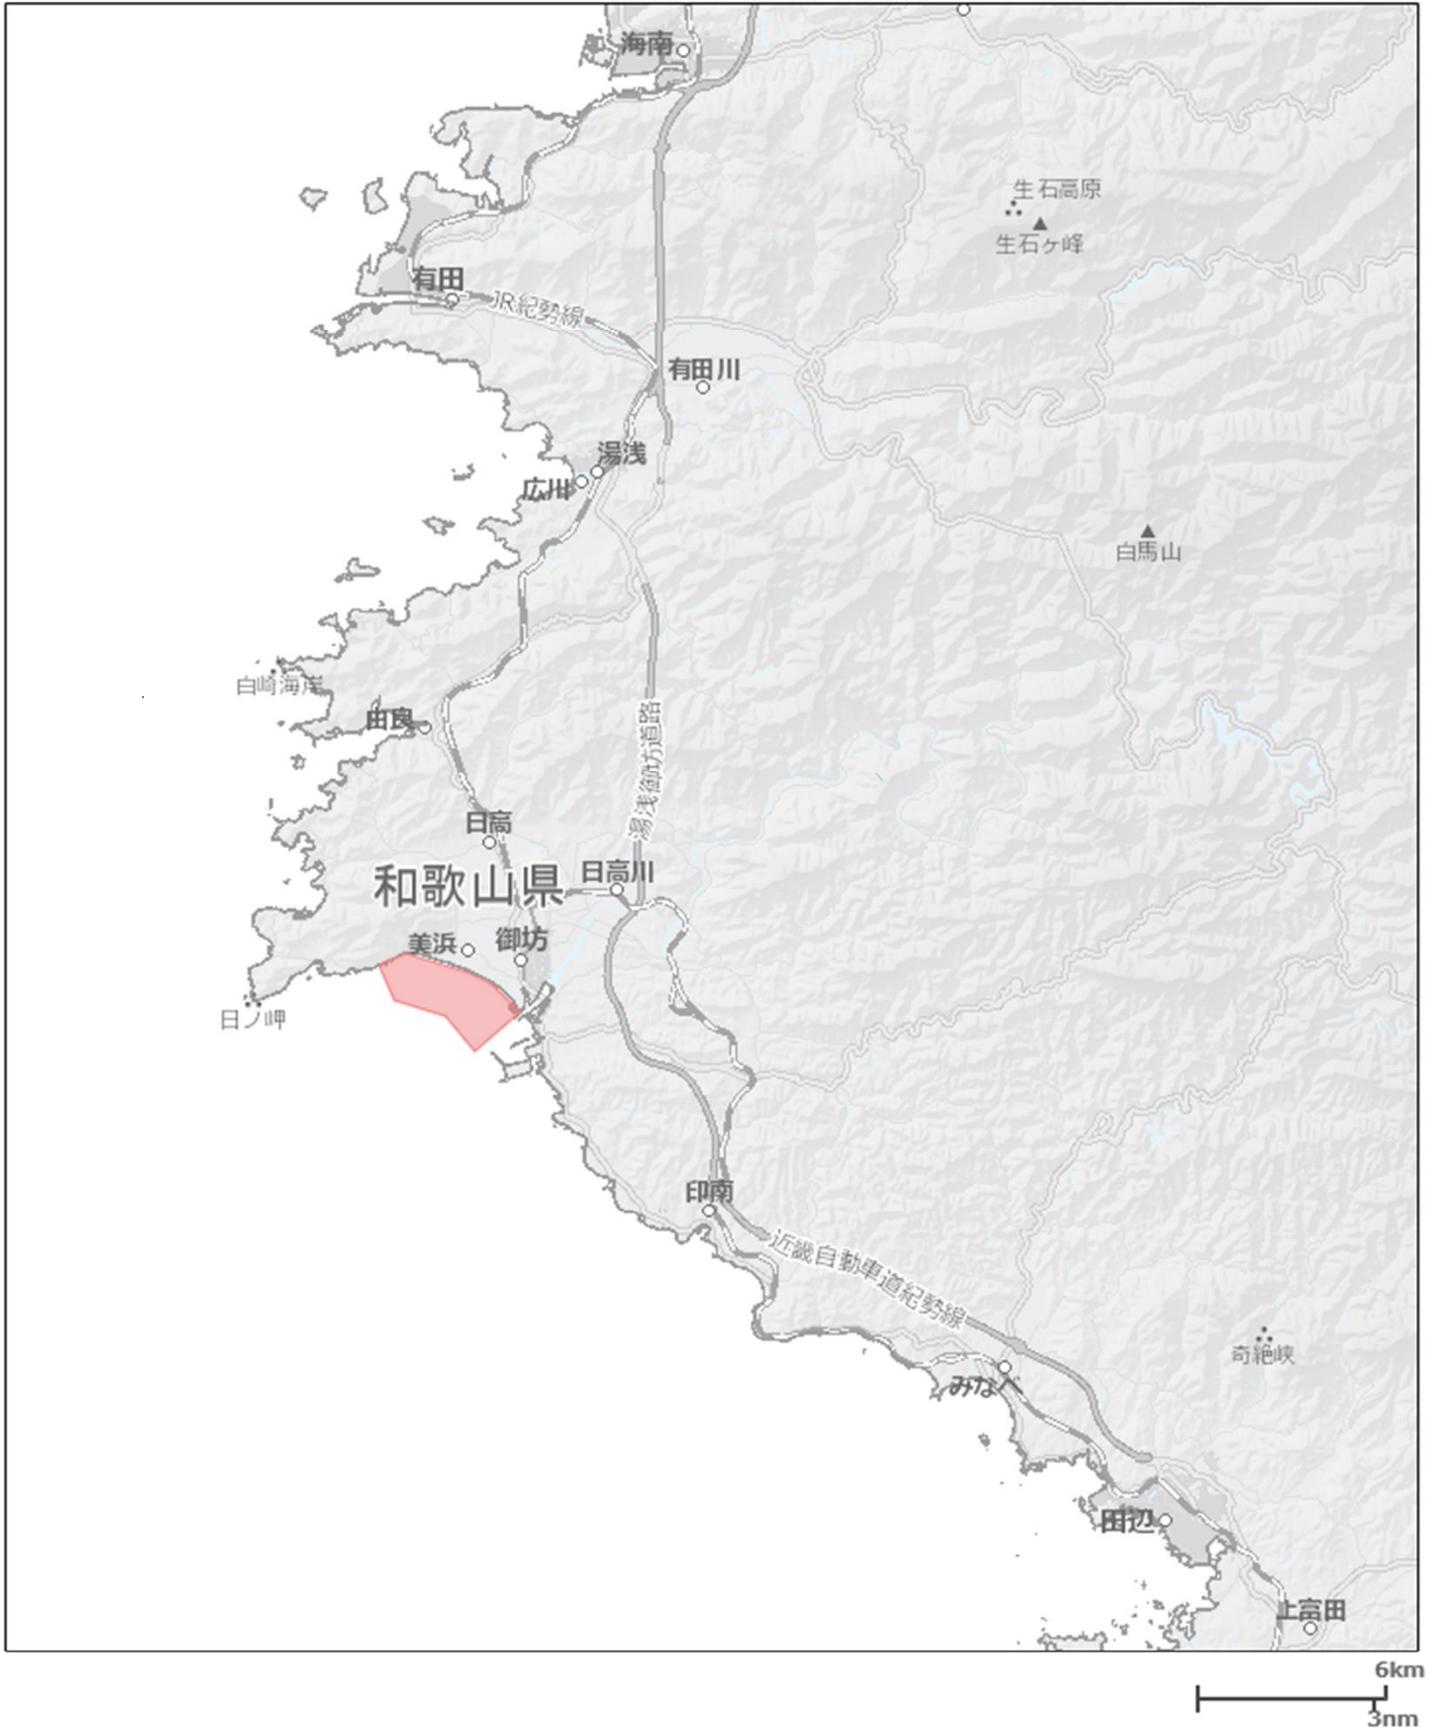 海南
生石高原
生石ヶ峰
有田
JR紀勢線
有田川
湯浅
広川
白馬山
白崎海岸
由良
湯浅御坊道路
日高
日高川
和歌山県
美浜
御坊
日ノ岬
印南
近畿自動車道紀勢線
奇絶峡
みなべ
田辺
上富田
6km
3nm